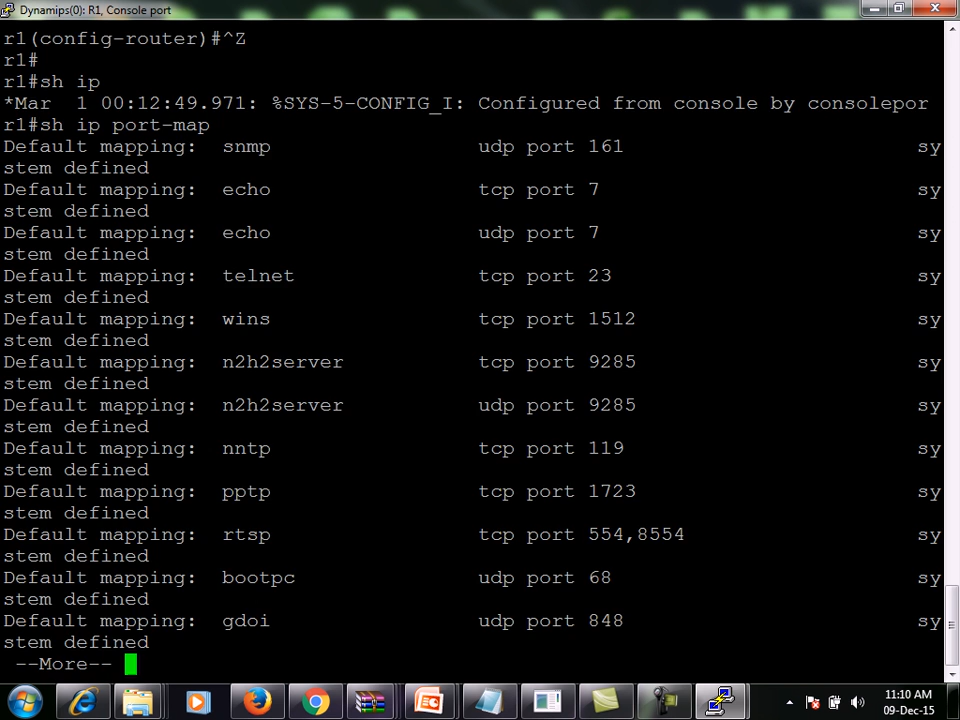 Dynamips(0): R1, Console port
r1(config-router)#^Z
r1#
r1#sh ip
*Mar  1 00:12:49.971: %SYS-5-CONFIG_I: Configured from console by consolepor
r1#sh ip port-map
Default mapping:  snmp                 udp port 161                        sy
stem defined
Default mapping:  echo                 tcp port 7                          sy
stem defined
Default mapping:  echo                 udp port 7                          sy
stem defined
Default mapping:  telnet               tcp port 23                         sy
stem defined
Default mapping:  wins                 tcp port 1512                       sy
stem defined
Default mapping:  n2h2server           tcp port 9285                       sy
stem defined
Default mapping:  n2h2server           udp port 9285                       sy
stem defined
Default mapping:  nntp                 tcp port 119                        sy
stem defined
Default mapping:  pptp                 tcp port 1723                       sy
stem defined
Default mapping:  rtsp                 tcp port 554,8554                   sy
stem defined
Default mapping:  bootpc               udp port 68                         sy
stem defined
Default mapping:  gdoi                 udp port 848                        sy
stem defined
 --More--
11:10 AM
09-Dec-15